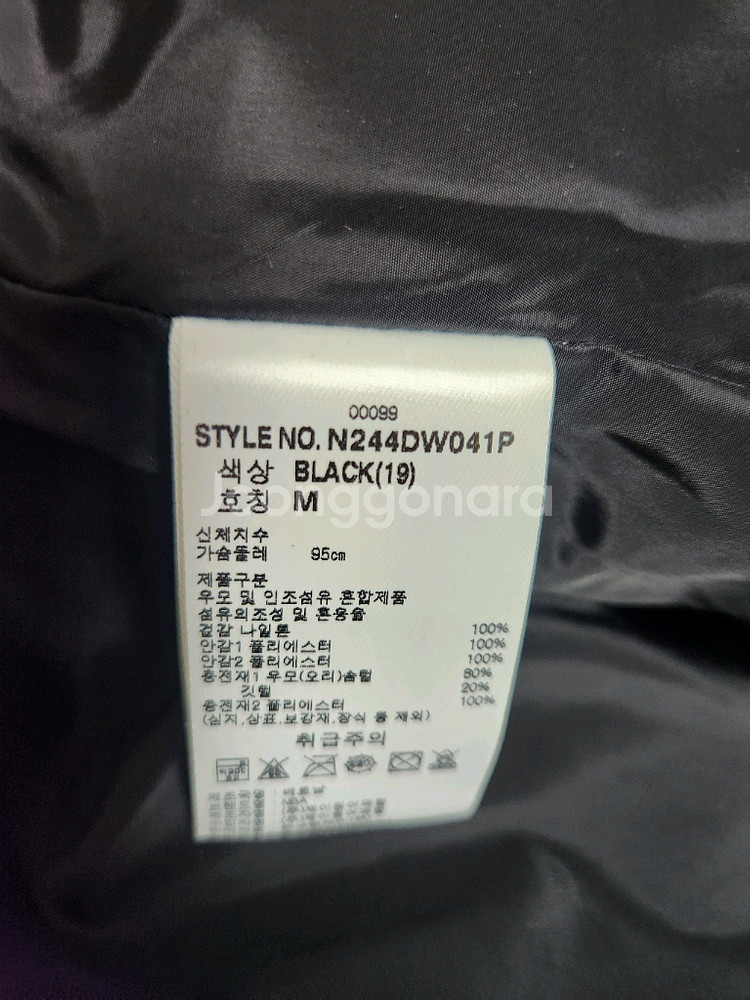 00099
STYLE NO. N244DW041P
색상 BLACK(19)
호칭 M
Joonggonara
신체치수
가슴둘레 95cm
제품구분
우모 및 인조섬유 혼합제품
섬유의조성 및 혼용율
겉감 나일론 100%
안감1 폴리에스터 100%
안감2 폴리에스터 100%
충전재1 우모(오리)솜털 80%
깃털 20%
충전재2 폴리에스터 100%
(심지,상표,보강재,장식 등 제외)
취급주의